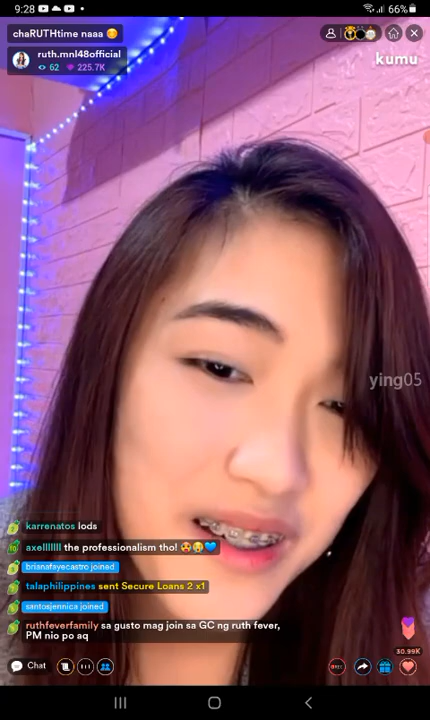 9:28
66%
chaRUTHtime naaa
ruth.mnl48official
62 225.7K
kumu
ying05
karrenatos lods
axellllllll the professionalism tho!
brianafayecastro joined
talaphilippines sent Secure Loans 2 x1
santosjennica joined
ruthfeverfamily sa gusto mag join sa GC ng ruth fever,
PM nio po aq
30.99K
Chat